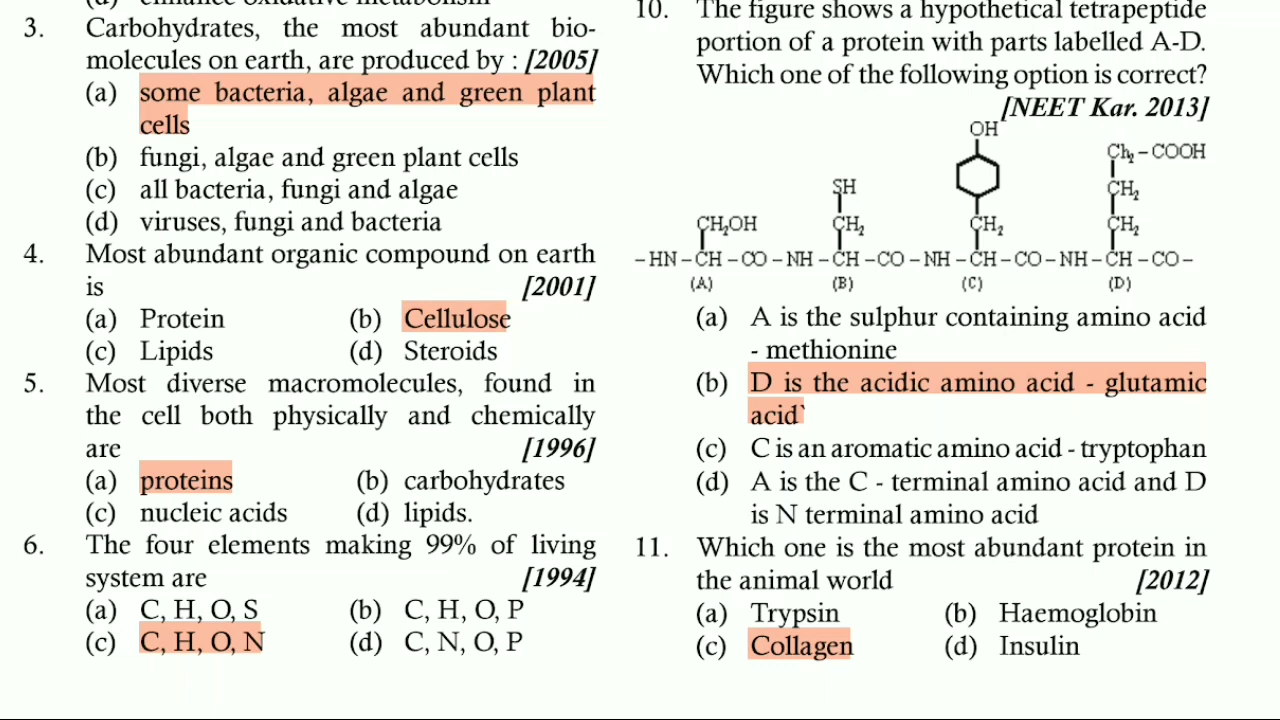 3. Carbohydrates, the most abundant bio-
molecules on earth, are produced by : [2005]
(a) some bacteria, algae and green plant
cells
(b) fungi, algae and green plant cells
(c) all bacteria, fungi and algae
(d) viruses, fungi and bacteria
4. Most abundant organic compound on earth
is [2001]
(a) Protein (b) Cellulose
(c) Lipids (d) Steroids
5. Most diverse macromolecules, found in
the cell both physically and chemically
are [1996]
(a) proteins (b) carbohydrates
(c) nucleic acids (d) lipids.
6. The four elements making 99% of living
system are [1994]
(a) C, H, O, S (b) C, H, O, P
(c) C, H, O, N (d) C, N, O, P
10. The figure shows a hypothetical tetrapeptide
portion of a protein with parts labelled A-D.
Which one of the following option is correct?
[NEET Kar. 2013]
OH
Ch₂ – COOH
SH CH₂
CH₂OH CH₂ CH₂ CH₂
– HN – CH – CO – NH – CH – CO – NH – CH – CO – NH – CH – CO –
(A) (B) (C) (D)
(a) A is the sulphur containing amino acid
- methionine
(b) D is the acidic amino acid - glutamic
acid`
(c) C is an aromatic amino acid - tryptophan
(d) A is the C - terminal amino acid and D
is N terminal amino acid
11. Which one is the most abundant protein in
the animal world [2012]
(a) Trypsin (b) Haemoglobin
(c) Collagen (d) Insulin